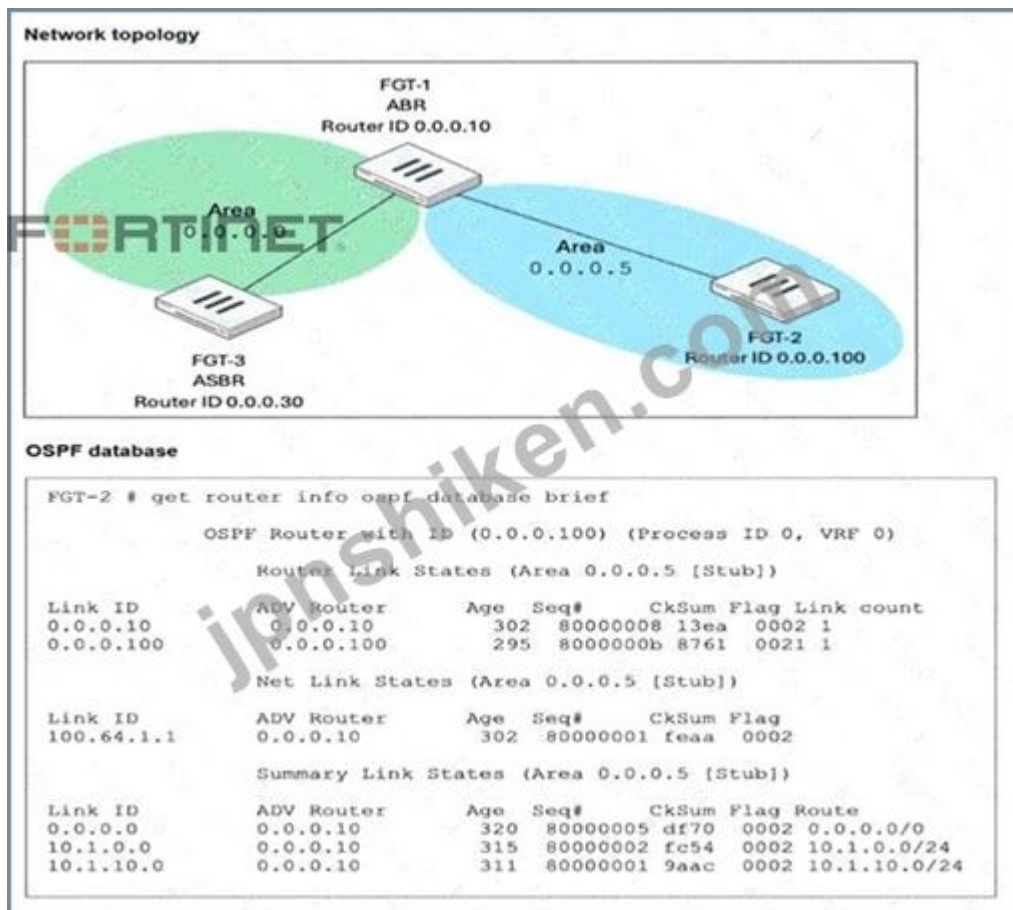 Network topology
FGT-1
ABR
Router ID 0.0.0.10
FORTINET
Area
0.0.0.0
Area
0.0.0.5
FGT-2
Router ID 0.0.0.100
FGT-3
ASBR
Router ID 0.0.0.30
jpnshiken.com
OSPF database
FGT-2 # get router info ospf database brief
OSPF Router with ID (0.0.0.100) (Process ID 0, VRF 0)
Router Link States (Area 0.0.0.5 [Stub])
Link ID ADV Router Age Seq# CkSum Flag Link count
0.0.0.10 0.0.0.10 302 80000008 13ea 0002 1
0.0.0.100 0.0.0.100 295 8000000b 8761 0021 1
Net Link States (Area 0.0.0.5 [Stub])
Link ID ADV Router Age Seq# CkSum Flag
100.64.1.1 0.0.0.10 302 80000001 feaa 0002
Summary Link States (Area 0.0.0.5 [Stub])
Link ID ADV Router Age Seq# CkSum Flag Route
0.0.0.0 0.0.0.10 320 80000005 df70 0002 0.0.0.0/0
10.1.0.0 0.0.0.10 315 80000002 fc54 0002 10.1.0.0/24
10.1.10.0 0.0.0.10 311 80000001 9aac 0002 10.1.10.0/24